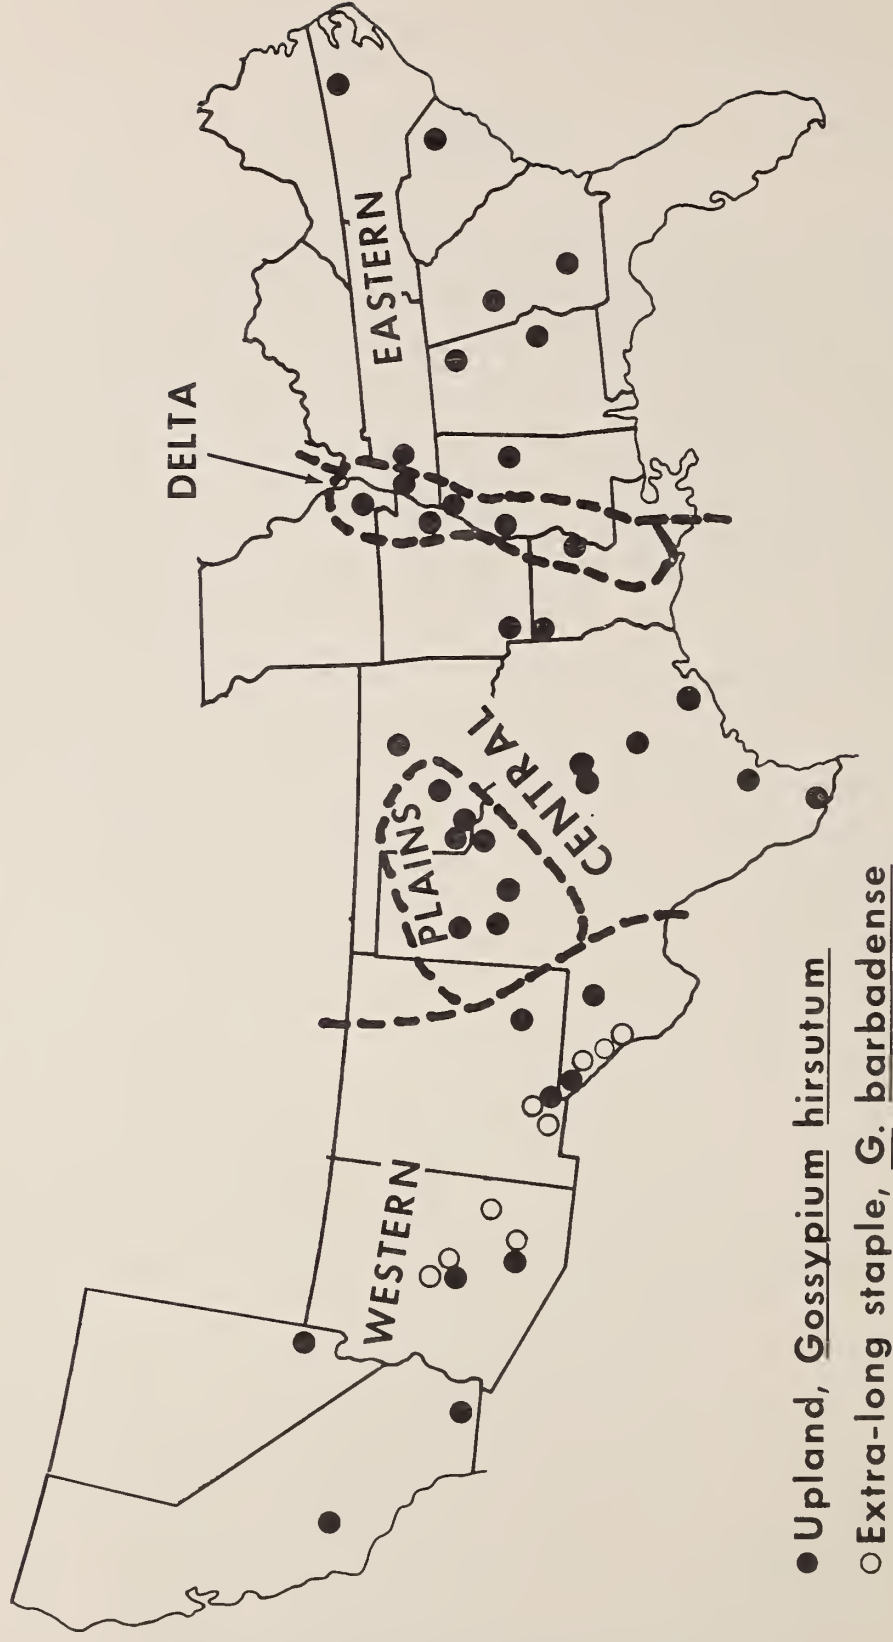 WESTERN
PLAINS
CENTRAL
DELTA
EASTERN
● Upland, Gossypium hirsutum
○ Extra-long staple, G. barbadense